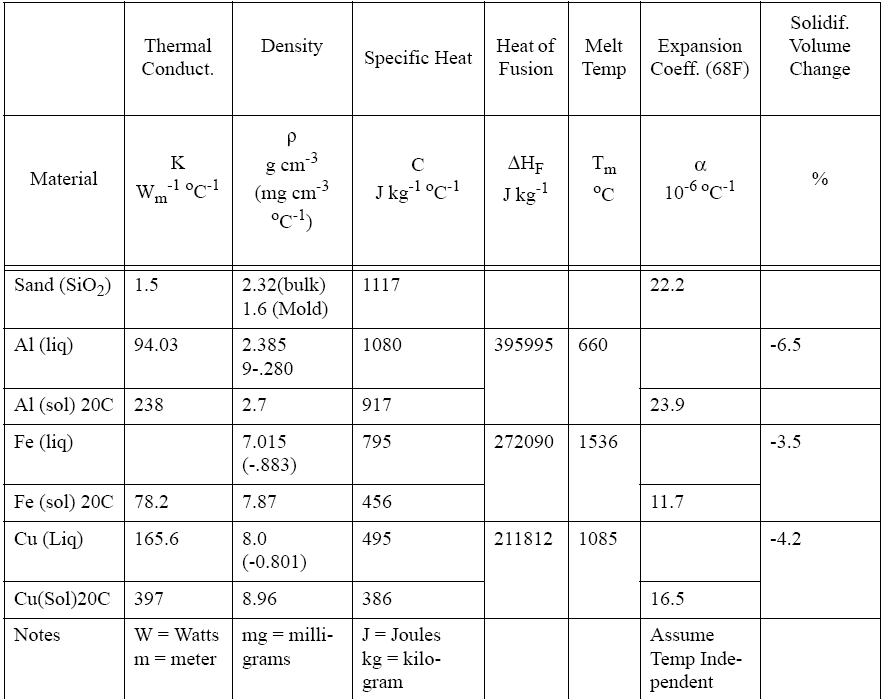 Thermal Conduct.
Density
Specific Heat
Heat of Fusion
Melt Temp
Expansion Coeff. (68F)
Solidif. Volume Change
Material
K
W_m^-1 °C^-1
ρ
g cm^-3
(mg cm^-3
°C^-1)
C
J kg^-1 °C^-1
ΔH_F
J kg^-1
T_m
°C
α
10^-6 °C^-1
%
Sand (SiO₂) 1.5 2.32(bulk) 1117 22.2
1.6 (Mold)
Al (liq) 94.03 2.385 1080 395995 660 -6.5
9-.280
Al (sol) 20C 238 2.7 917 23.9
Fe (liq) 7.015 795 272090 1536 -3.5
(-.883)
Fe (sol) 20C 78.2 7.87 456 11.7
Cu (Liq) 165.6 8.0 495 211812 1085 -4.2
(-0.801)
Cu(Sol)20C 397 8.96 386 16.5
Notes W = Watts mg = milli- J = Joules Assume
m = meter grams kg = kilo- Temp Inde-
gram pendent